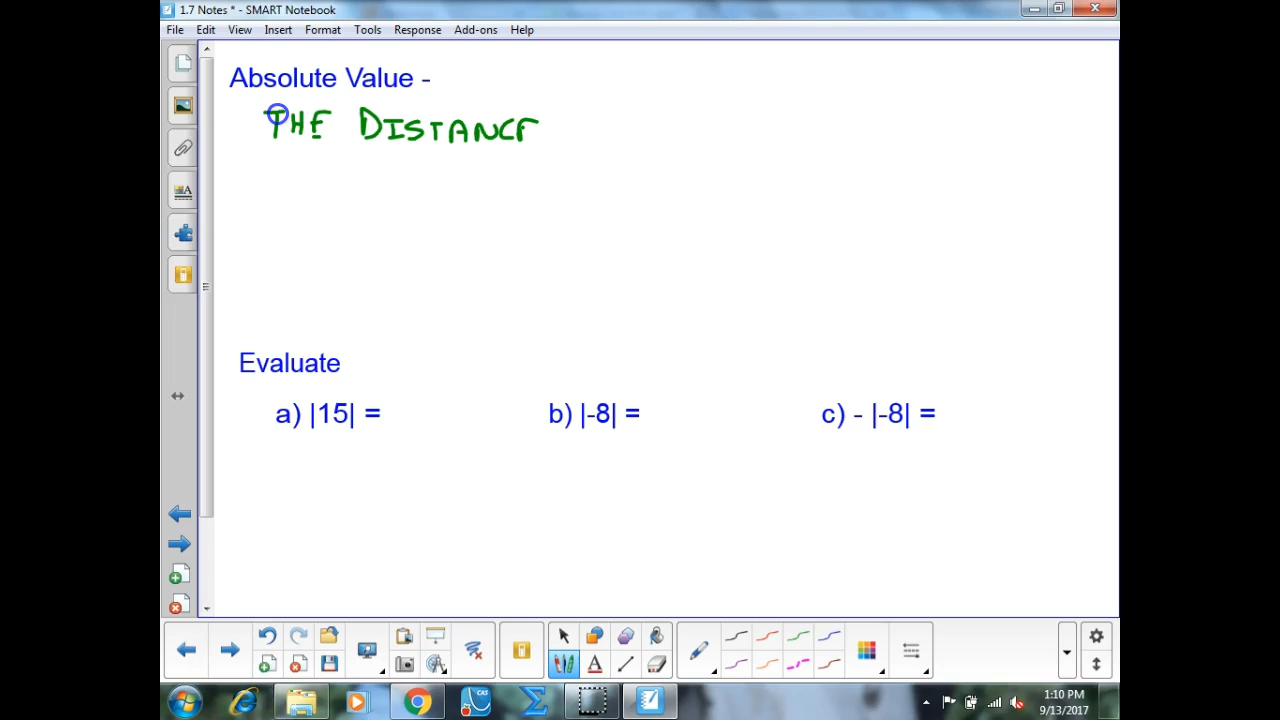 1.7 Notes * - SMART Notebook
File Edit View Insert Format Tools Response Add-ons Help
Absolute Value -
THE DISTANCE
Evaluate
a) |15| =
b) |-8| =
c) - |-8| =
1:10 PM
9/13/2017